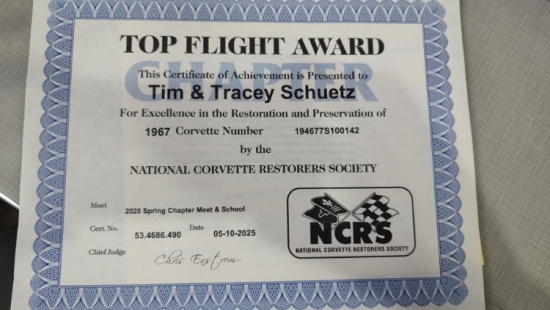 TOP FLIGHT AWARD
CHAPTER
This Certificate of Achievement is Presented to
Tim & Tracey Schuetz
For Excellence in the Restoration and Preservation of
1967 Corvette Number 194677S100142
by the
NATIONAL CORVETTE RESTORERS SOCIETY
Meet 2025 Spring Chapter Meet & School
Cert. No. 53.4686.490 Date 05-10-2025
Chief Judge Chris Enstrom
NCRS
NATIONAL CORVETTE RESTORERS SOCIETY